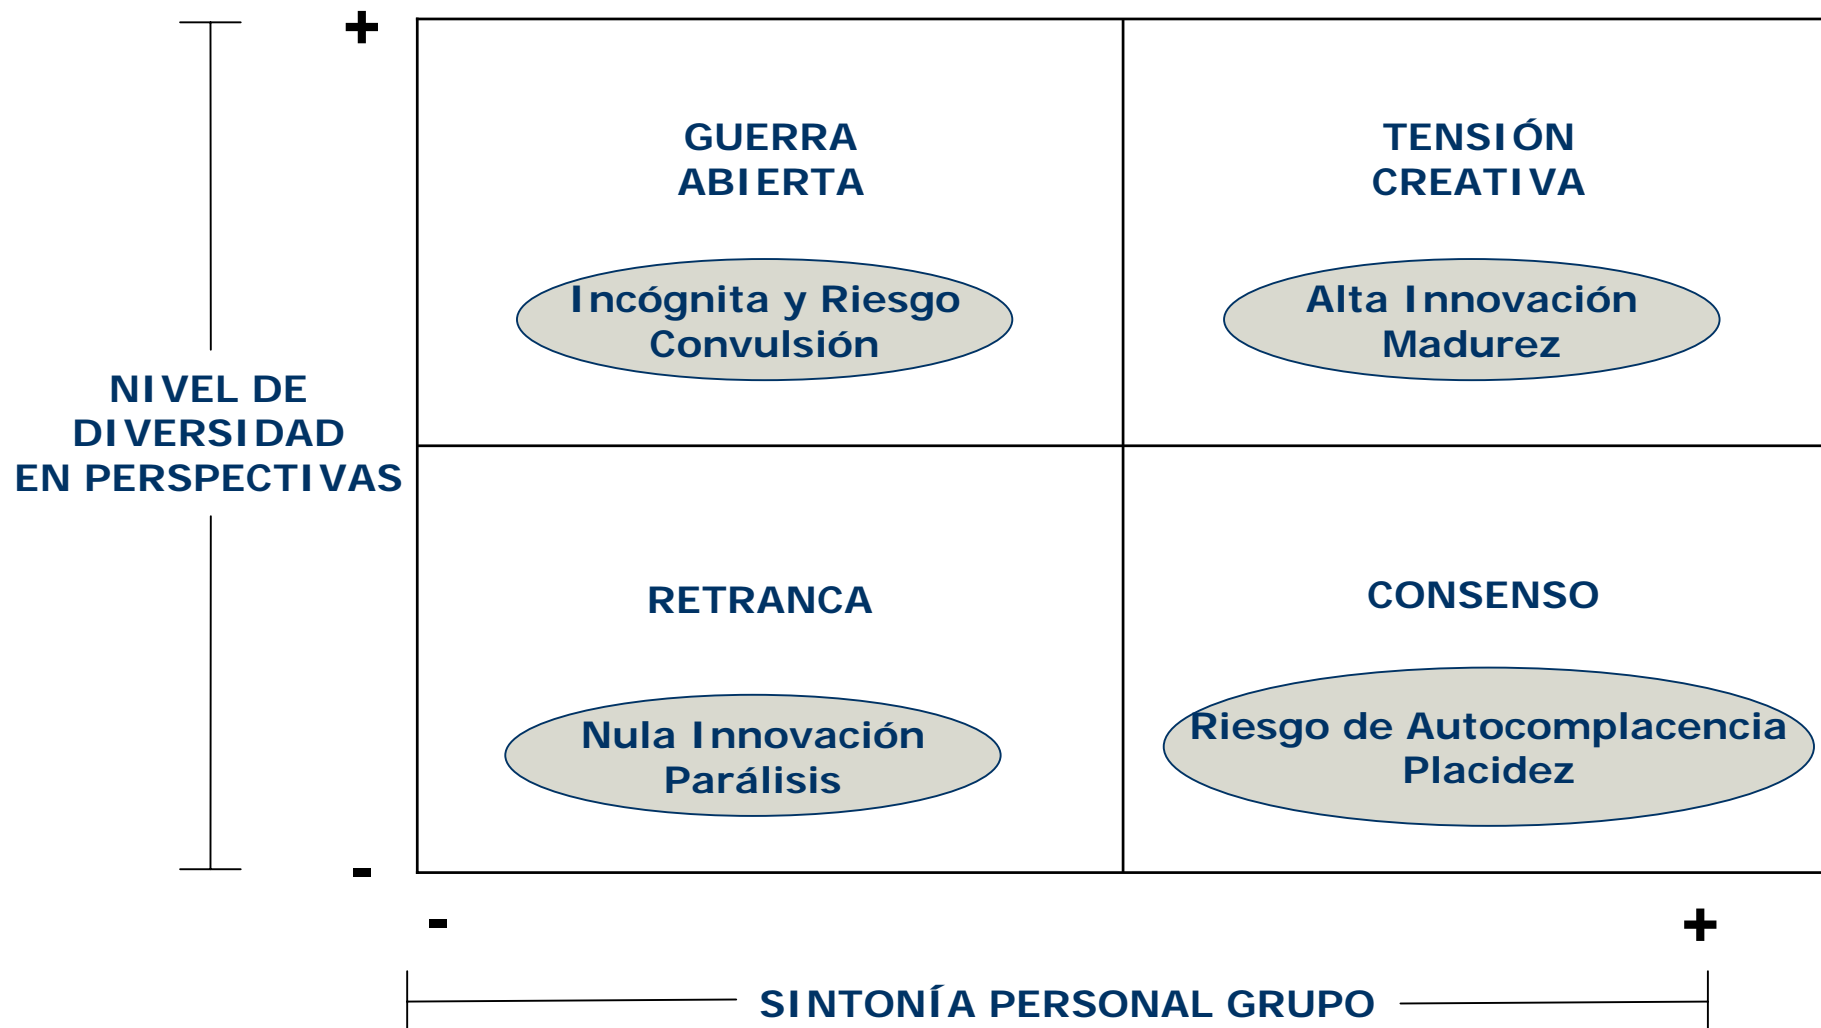 +
GUERRA
ABIERTA
TENSIÓN
CREATIVA
Incógnita y Riesgo
Convulsión
Alta Innovación
Madurez
NIVEL DE
DIVERSIDAD
EN PERSPECTIVAS
RETRANCA
CONSENSO
Nula Innovación
Parálisis
Riesgo de Autocomplacencia
Placidez
-
-
+
SINTONÍA PERSONAL GRUPO